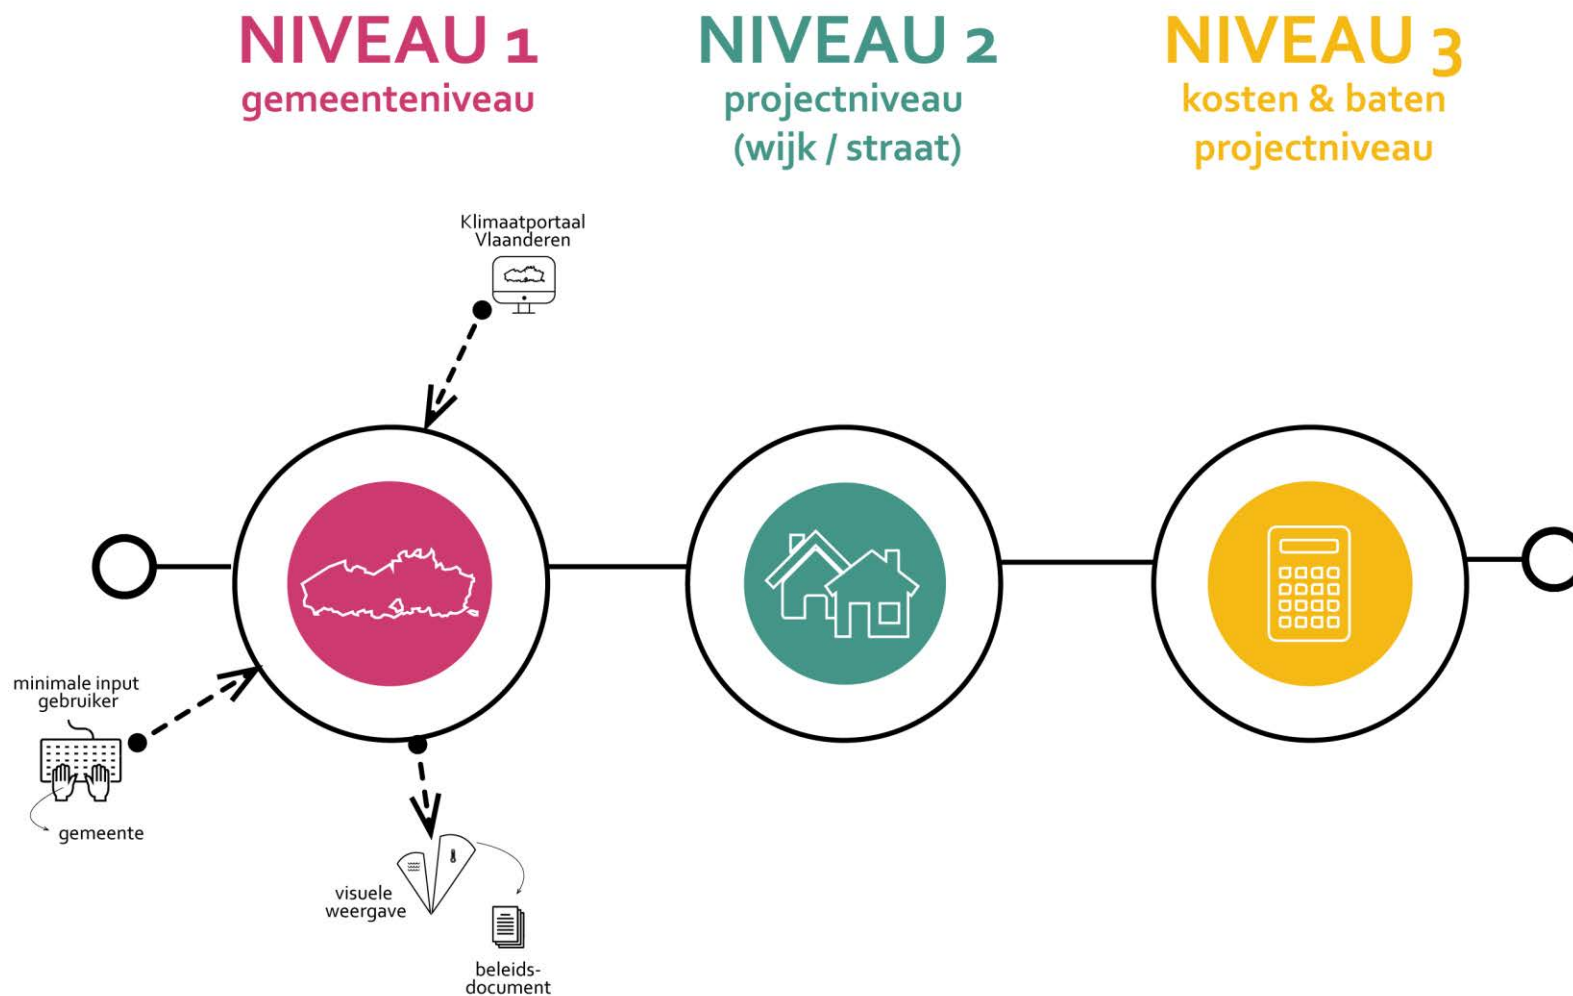 NIVEAU 1
gemeenteniveau
NIVEAU 2
projectniveau
(wijk / straat)
NIVEAU 3
kosten & baten
projectniveau
Klimaatportaal
Vlaanderen
minimale input
gebruiker
gemeente
visuele
weergave
beleids-
document